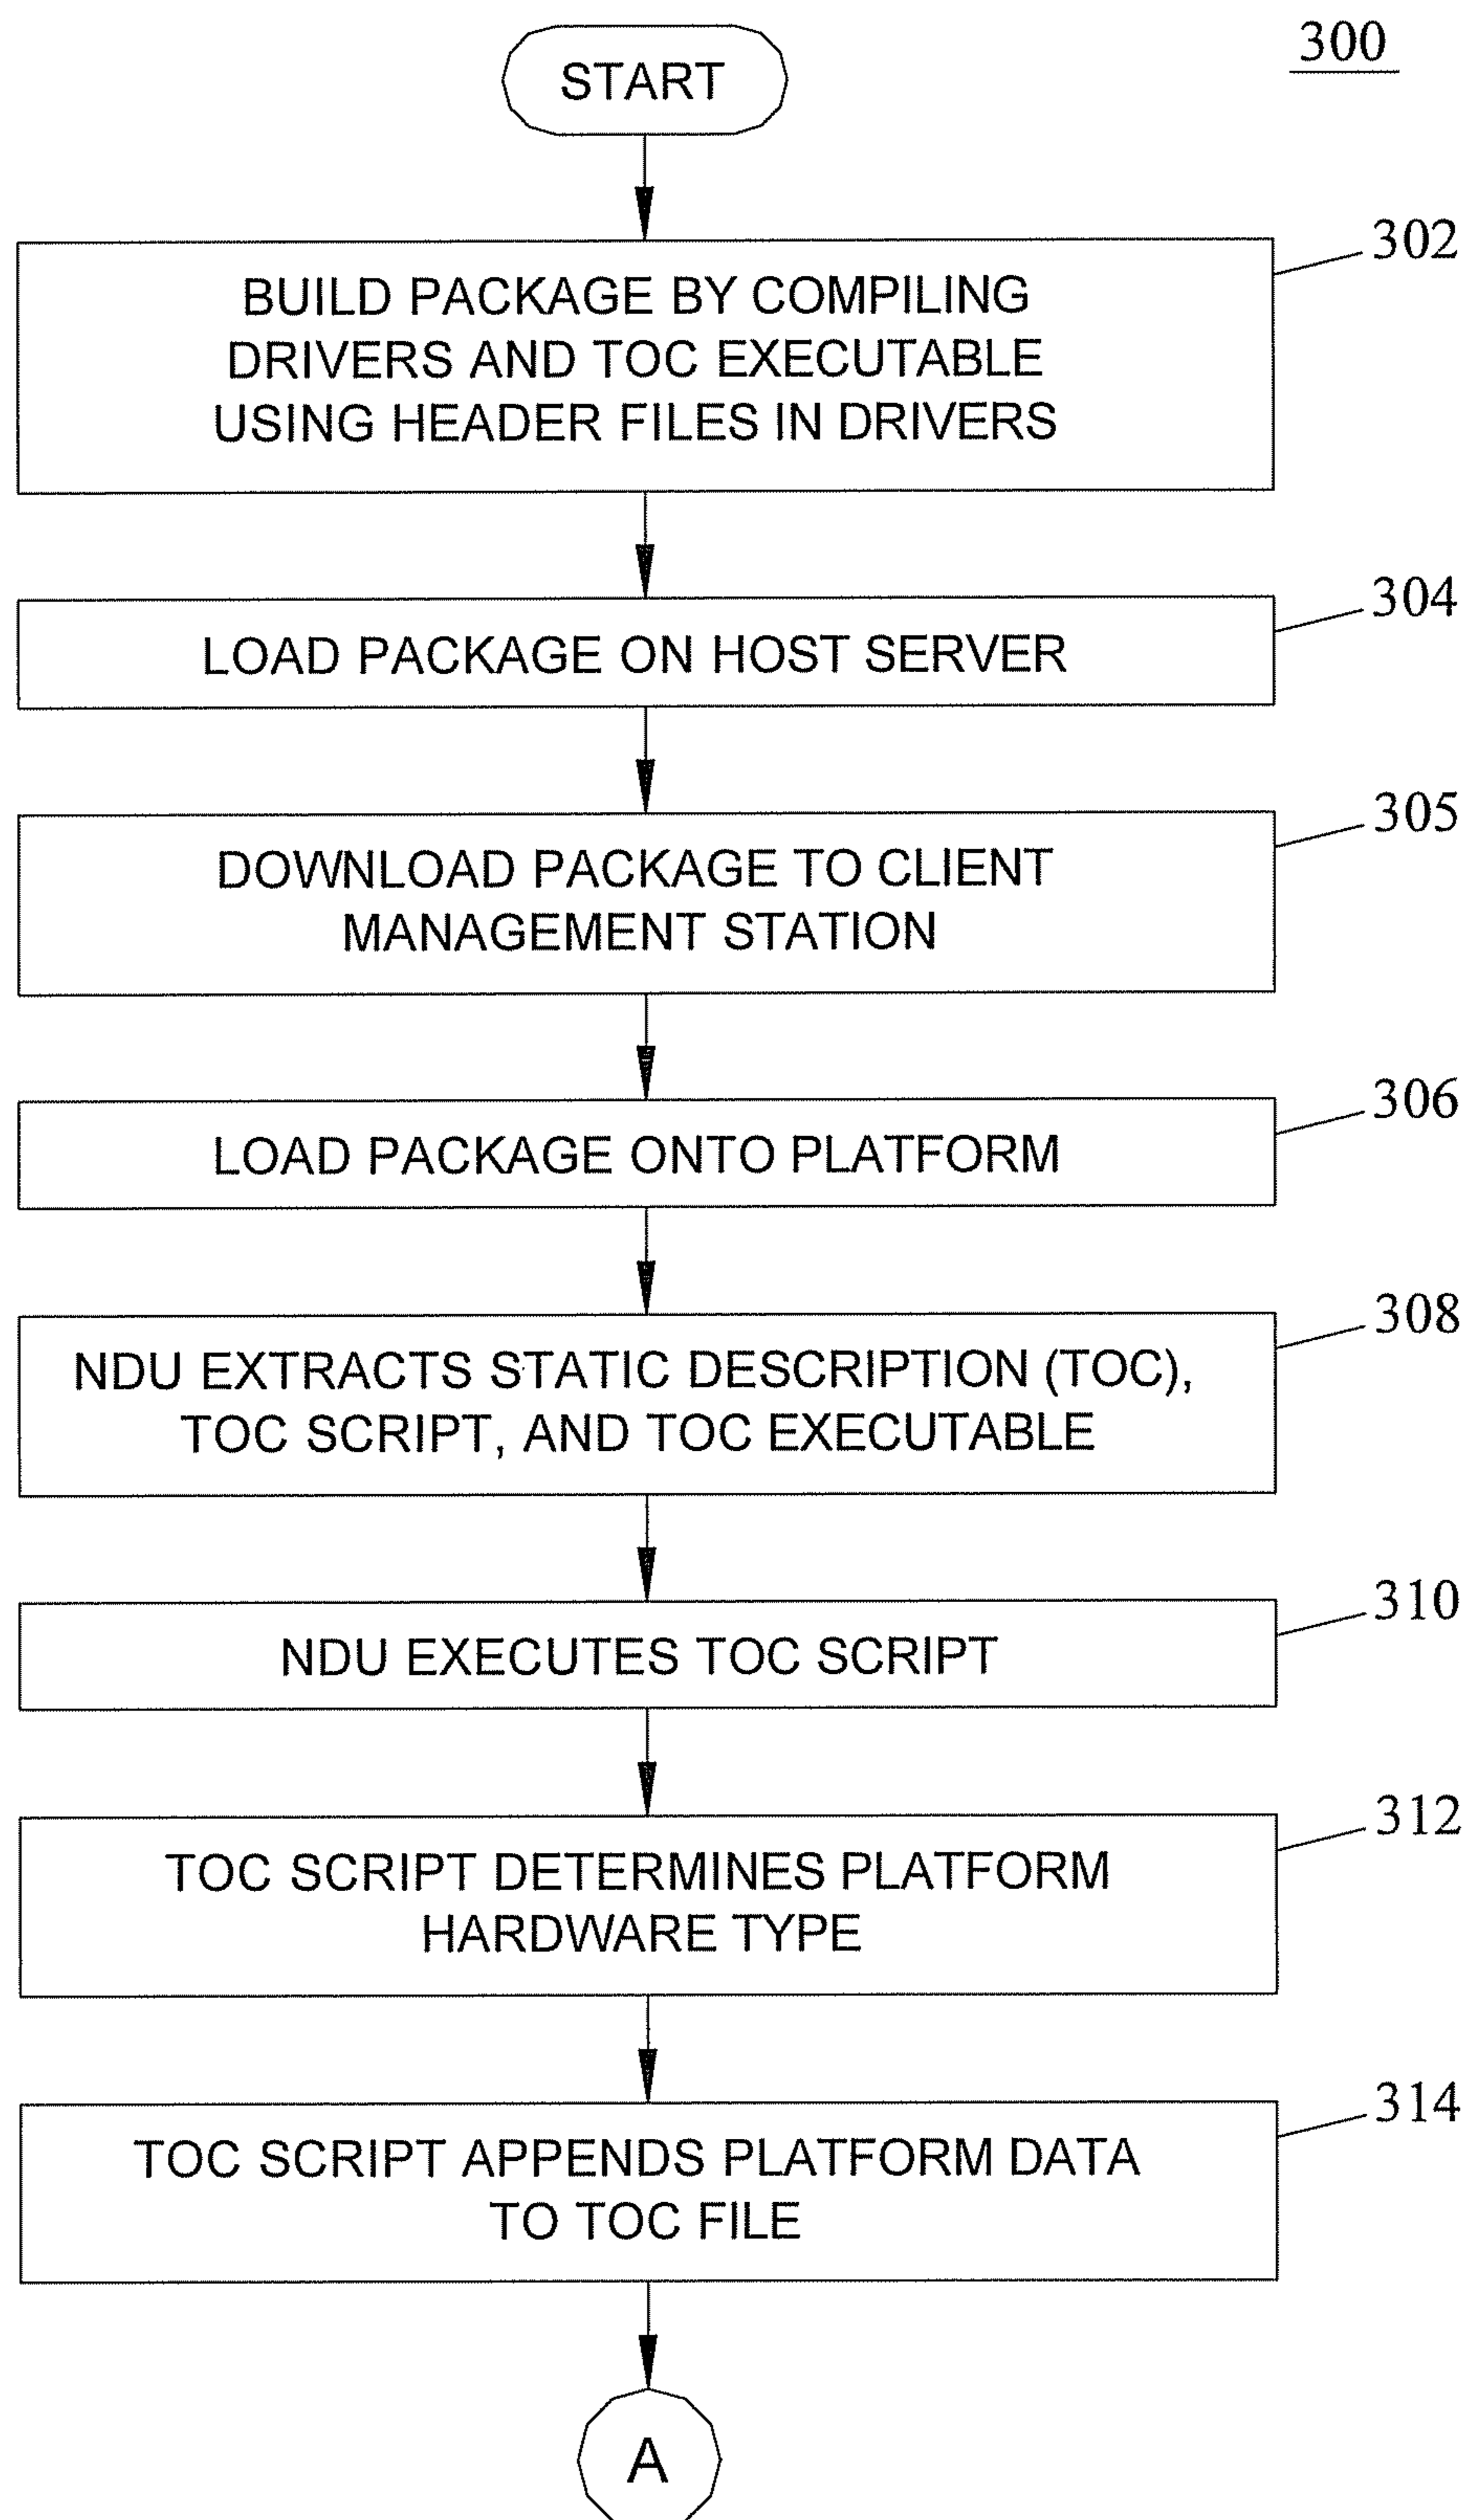 300
START
302
BUILD PACKAGE BY COMPILING
DRIVERS AND TOC EXECUTABLE
USING HEADER FILES IN DRIVERS
304
LOAD PACKAGE ON HOST SERVER
305
DOWNLOAD PACKAGE TO CLIENT
MANAGEMENT STATION
306
LOAD PACKAGE ONTO PLATFORM
308
NDU EXTRACTS STATIC DESCRIPTION (TOC),
TOC SCRIPT, AND TOC EXECUTABLE
310
NDU EXECUTES TOC SCRIPT
312
TOC SCRIPT DETERMINES PLATFORM
HARDWARE TYPE
314
TOC SCRIPT APPENDS PLATFORM DATA
TO TOC FILE
A